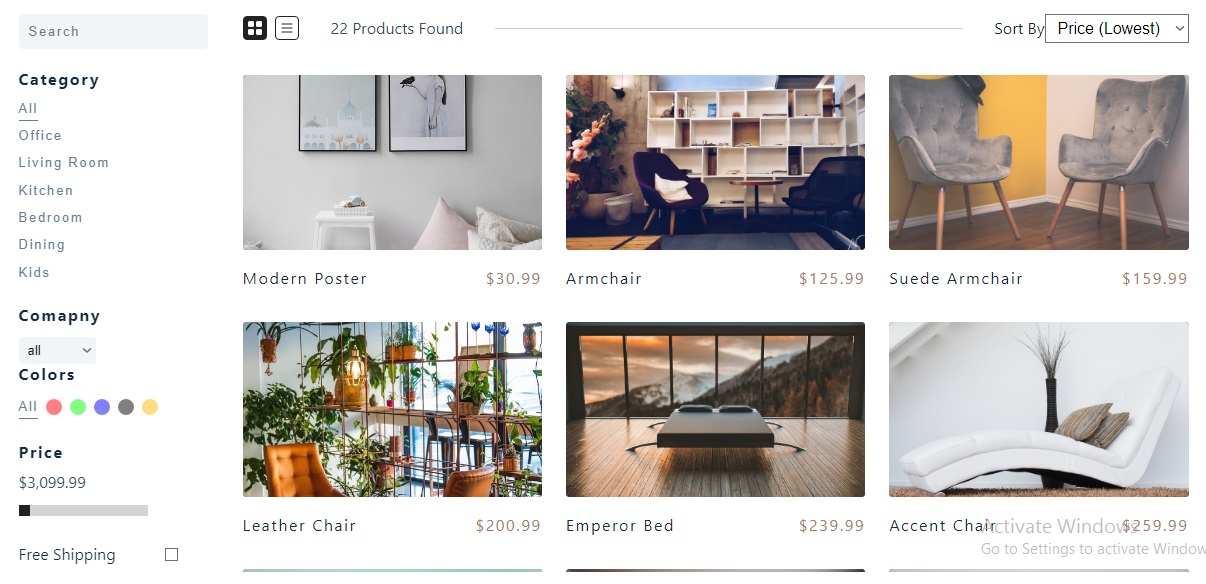 Search
22 Products Found
Sort By Price (Lowest)
Category
All
Office
Living Room
Kitchen
Bedroom
Dining
Kids
Comapny
all
Colors
All
Price
$3,099.99
Free Shipping
Modern Poster $30.99
Armchair $125.99
Suede Armchair $159.99
Leather Chair $200.99
Emperor Bed $239.99
Accent Chair $259.99
Activate Windows
Go to Settings to activate Window